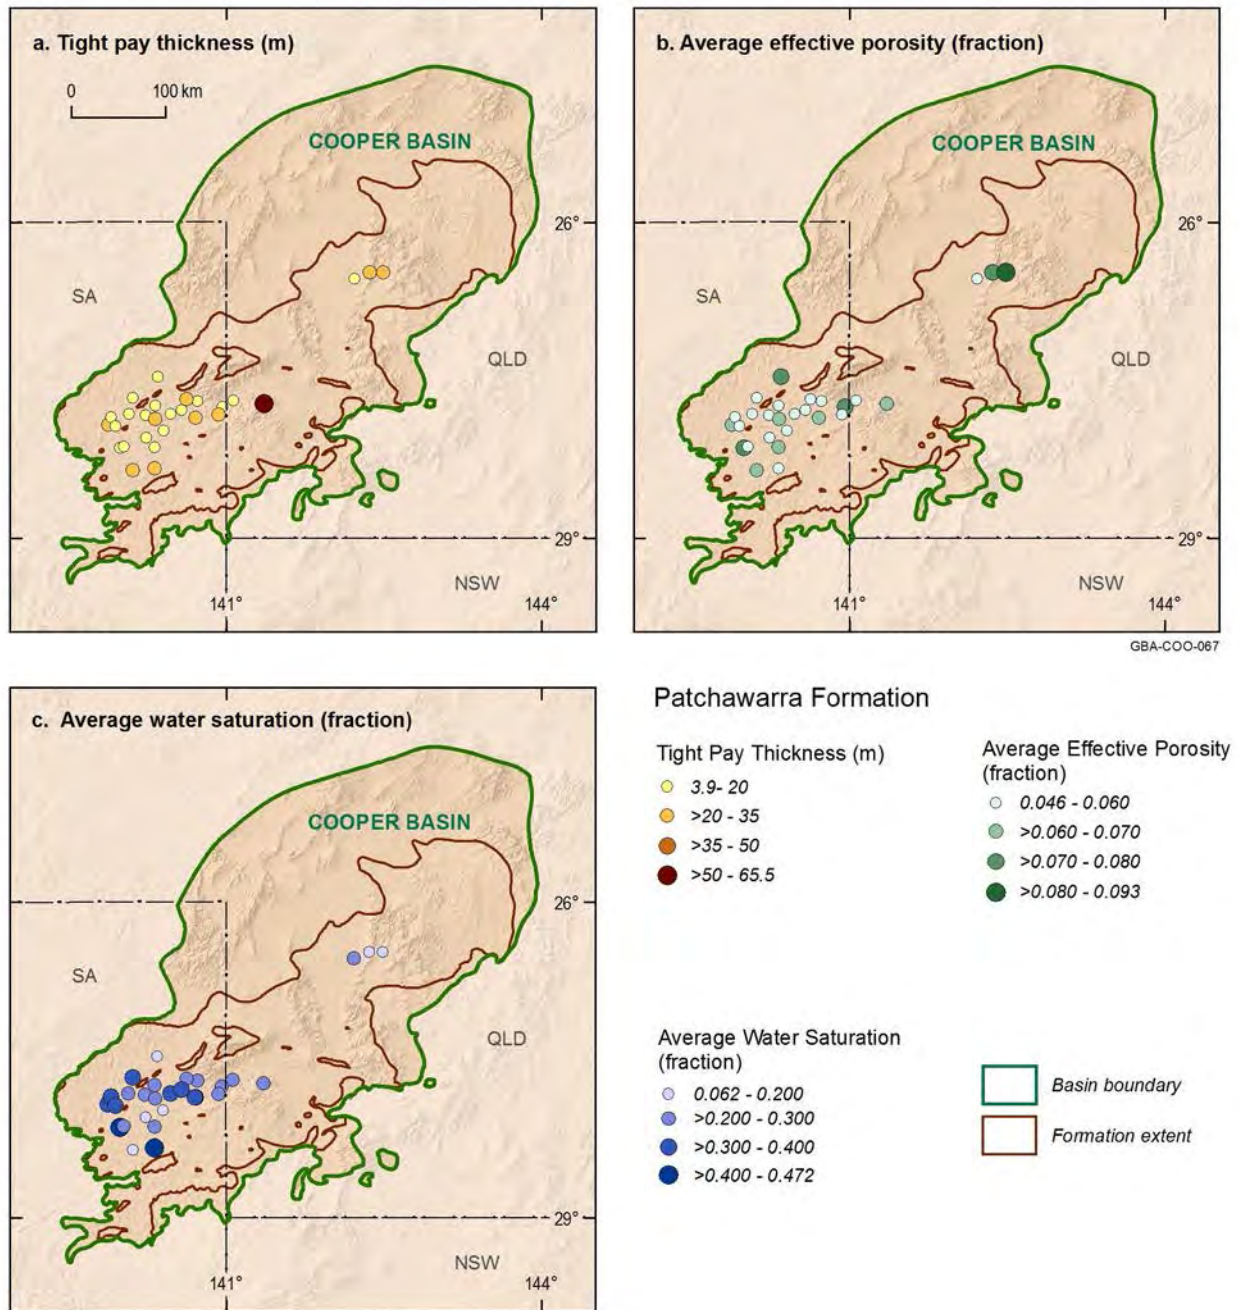 a. Tight pay thickness (m)
0 100 km
COOPER BASIN
SA
QLD
NSW
26°
29°
141° 144°
b. Average effective porosity (fraction)
COOPER BASIN
SA
QLD
NSW
26°
29°
141° 144°
GBA-COO-067
c. Average water saturation (fraction)
COOPER BASIN
SA
QLD
NSW
26°
29°
141° 144°
Patchawarra Formation
Tight Pay Thickness (m)
3.9- 20
>20 - 35
>35 - 50
>50 - 65.5
Average Effective Porosity
(fraction)
0.046 - 0.060
>0.060 - 0.070
>0.070 - 0.080
>0.080 - 0.093
Average Water Saturation
(fraction)
0.062 - 0.200
>0.200 - 0.300
>0.300 - 0.400
>0.400 - 0.472
Basin boundary
Formation extent